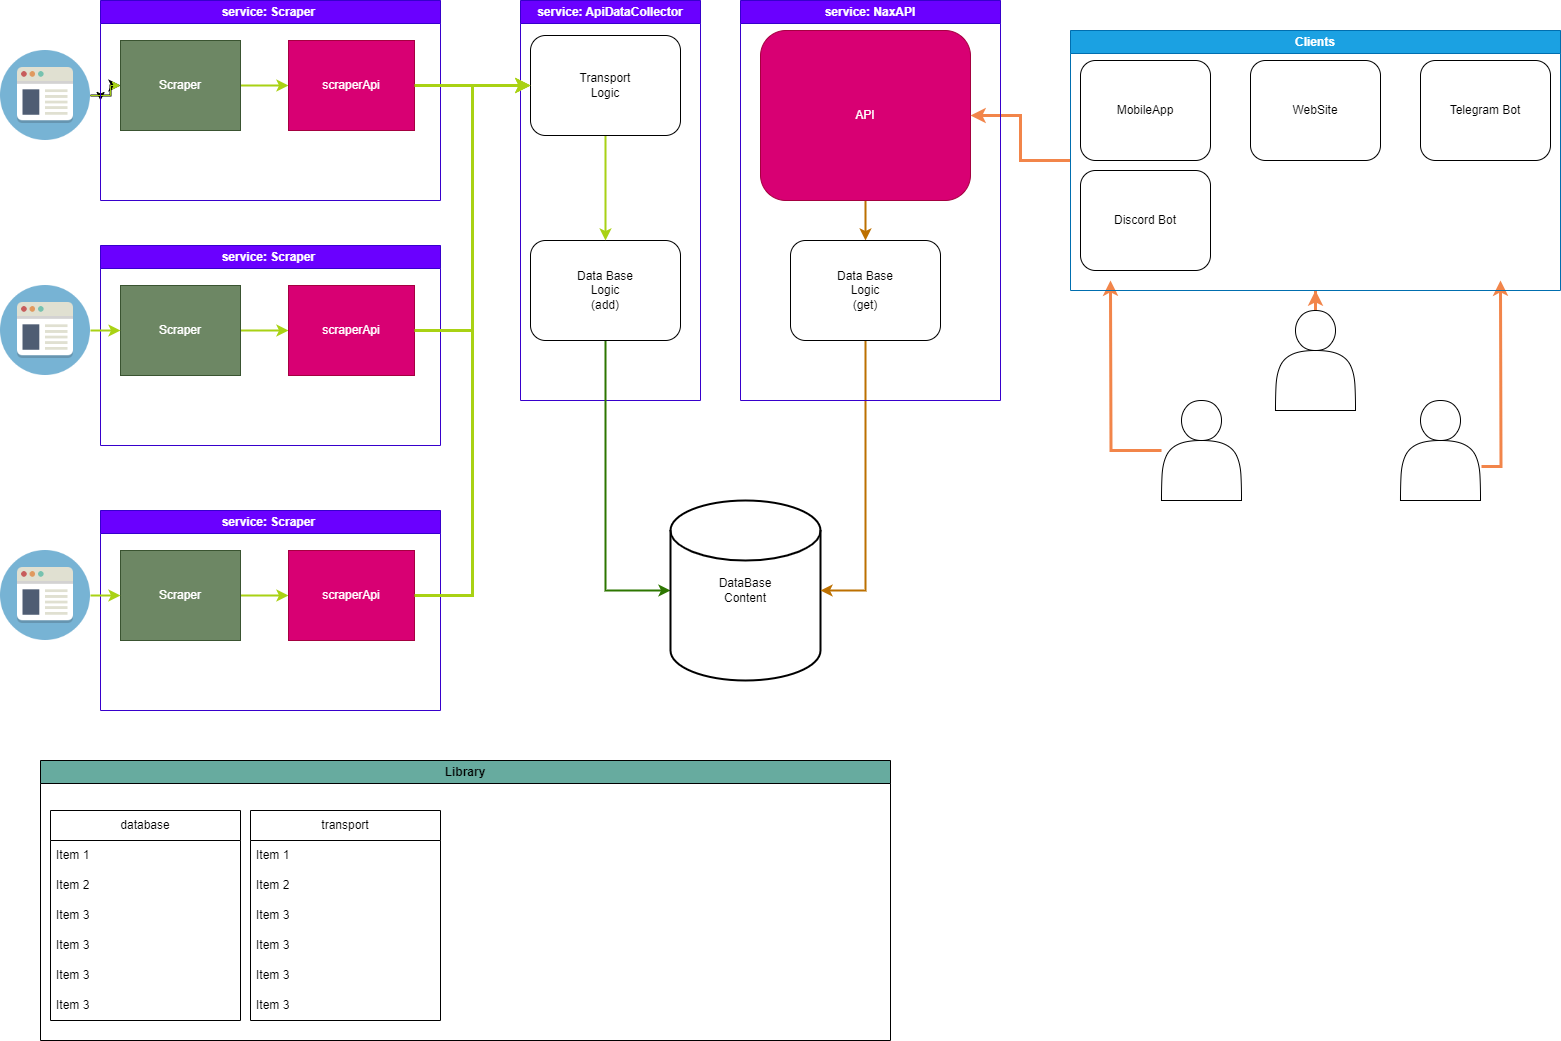 service: Scraper
Scraper
scraperApi
service: Scraper
Scraper
scraperApi
service: Scraper
Scraper
scraperApi
service: ApiDataCollector
Transport
Logic
Data Base
Logic
(add)
service: NaxAPI
API
Data Base
Logic
(get)
DataBase
Content
Clients
MobileApp
WebSite
Telegram Bot
Discord Bot
Library
database
Item 1
Item 2
Item 3
Item 3
Item 3
Item 3
transport
Item 1
Item 2
Item 3
Item 3
Item 3
Item 3